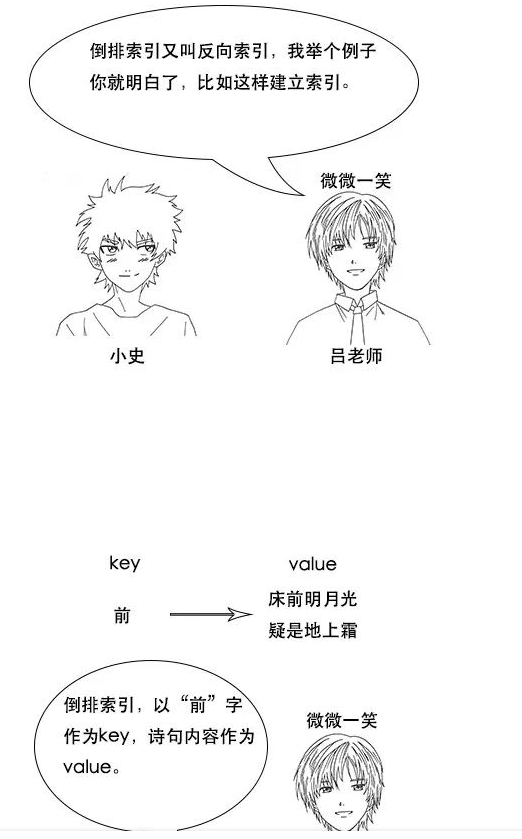 倒排索引又叫反向索引，我举个例子
你就明白了，比如这样建立索引。
微微一笑
小史
吕老师
key
value
前
床前明月光
疑是地上霜
倒排索引，以“前”字
作为key，诗句内容作为
value。
微微一笑